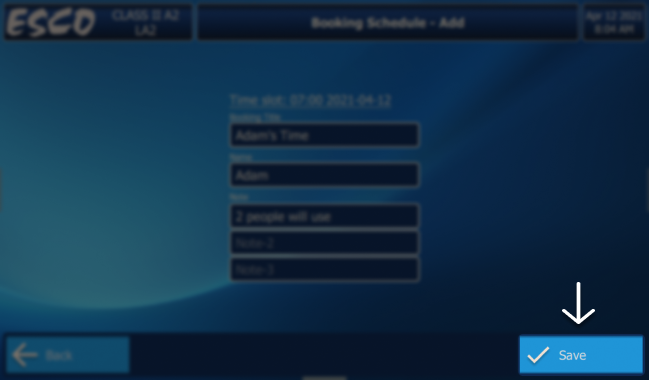 ESCO
CLASS II A2
LA2
Booking Schedule - Add
Apr 12 2021
8:04 AM
Time slot: 07:00 2021-04-12
Booking Title
Adam's Time
Name
Adam
Note
2 people will use
Note-2
Note-3
Back
Save